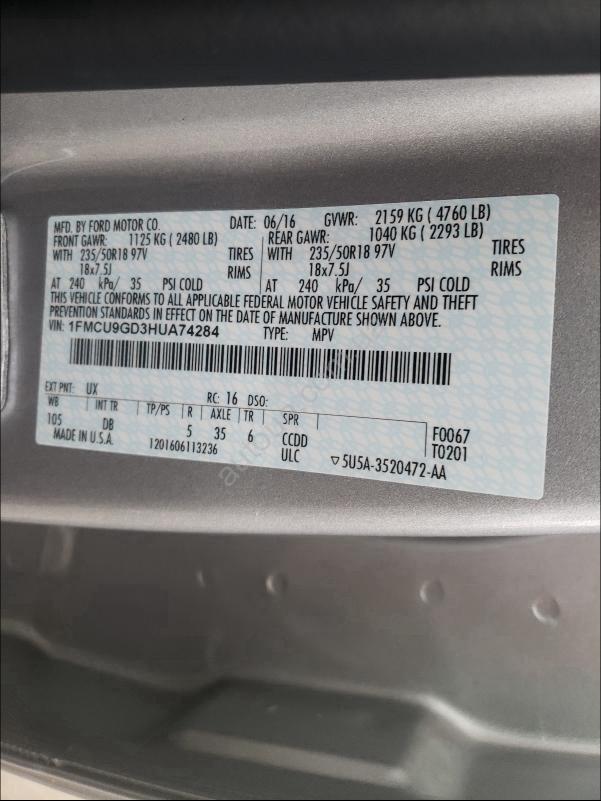 MFD. BY FORD MOTOR CO. DATE: 06/16 GVWR: 2159 KG ( 4760 LB)
FRONT GAWR: 1125 KG ( 2480 LB) REAR GAWR: 1040 KG ( 2293 LB)
WITH 235/50R18 97V TIRES WITH 235/50R18 97V TIRES
18x7.5J RIMS 18x7.5J RIMS
AT 240 kPa/ 35 PSI COLD AT 240 kPa/ 35 PSI COLD
THIS VEHICLE CONFORMS TO ALL APPLICABLE FEDERAL MOTOR VEHICLE SAFETY AND THEFT
PREVENTION STANDARDS IN EFFECT ON THE DATE OF MANUFACTURE SHOWN ABOVE.
VIN: 1FMCU9GD3HUA74284 TYPE: MPV
EXT PNT: UX RC: 16 DSO:
WB INT TR TP/PS R AXLE TR SPR
105 DB 5 35 6 CCDD F0067
MADE IN U.S.A. 1201606113236 ULC ▽5U5A-3520472-AA T0201